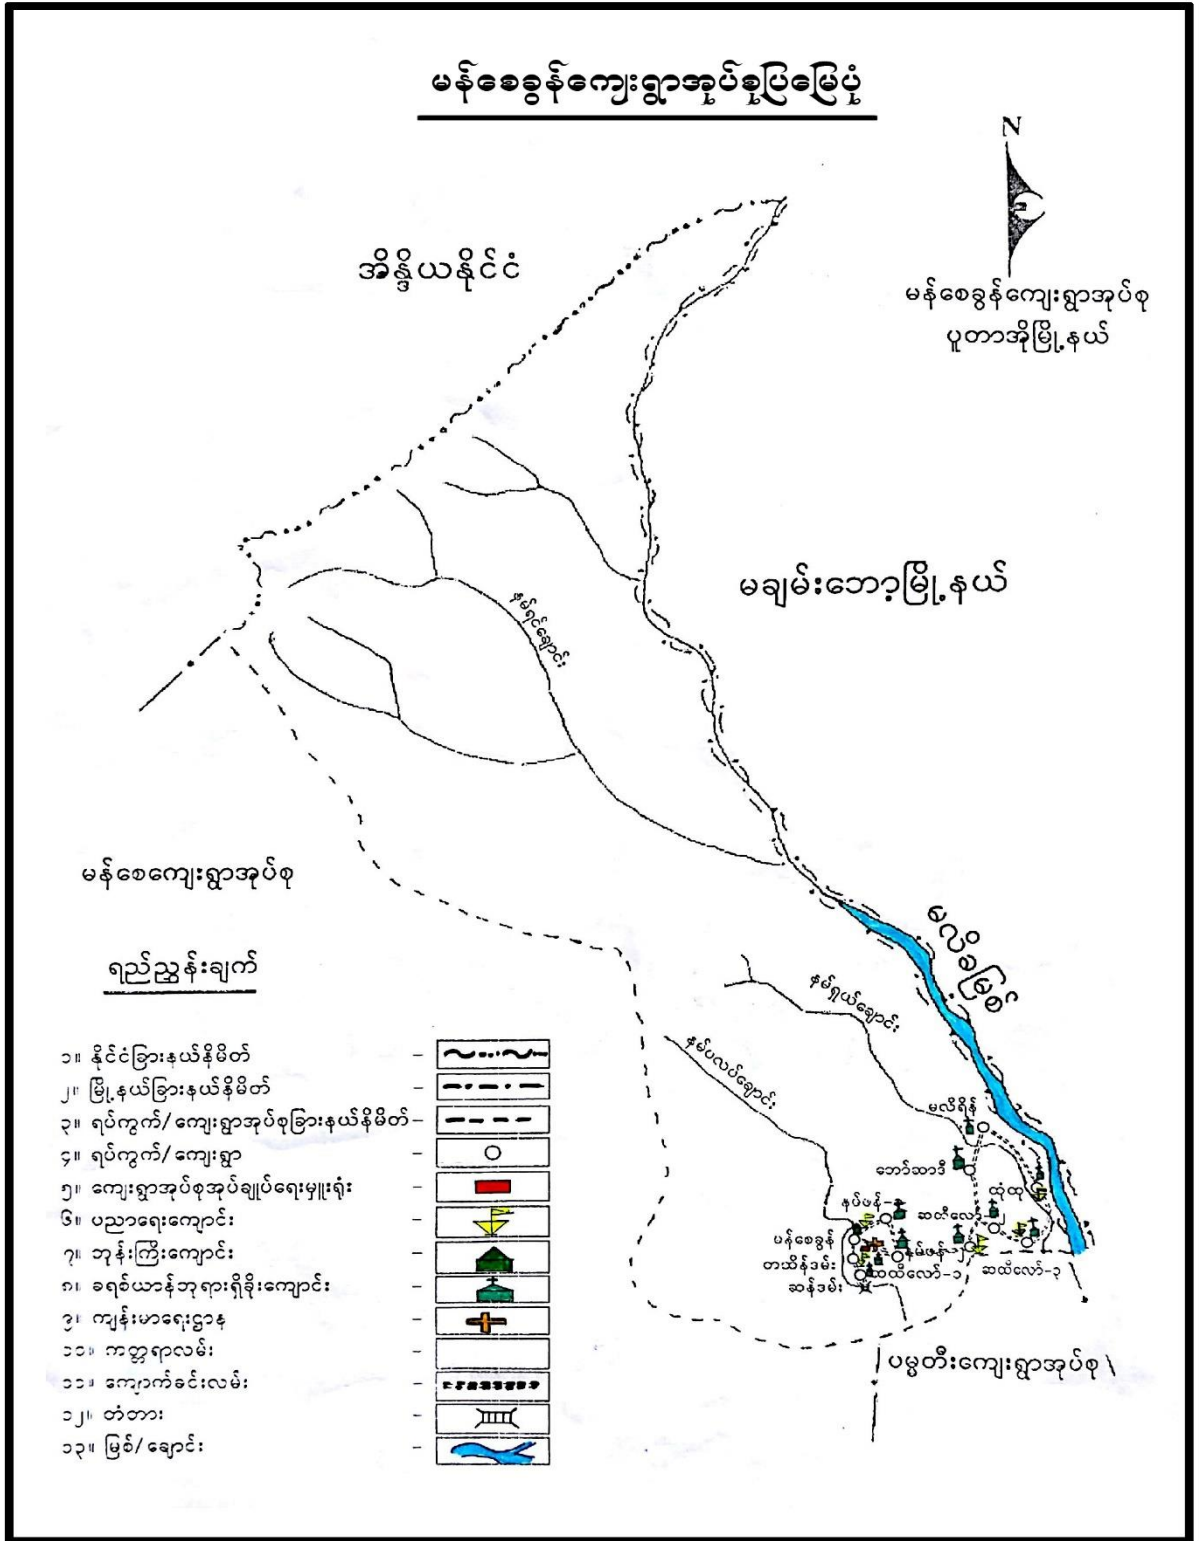 မန်စေခွန်ကျေးရွာအုပ်စုပြမြေပုံ
N
အိန္ဒိယနိုင်ငံ
မန်စေခွန်ကျေးရွာအုပ်စု
ပူတာအိုမြို့နယ်
မချမ်းဘော့မြို့နယ်
နမ်ရင်ချောင်း
မန်စေကျေးရွာအုပ်စု
မလိခမြစ်
နမ်ရှယ်ချောင်း
နမ်ပလပ်ချောင်း
မလိရိန်
ဘော်ဆာဒီ
ထုံထု
ဆထီလော်-၂
ပန်စေခွန်
တထိန်ဒမ်း
နမ်ဖန်-၂
ဆထီလော်-၁
ဆထိလော်-၃
ဆန်ဒမ်း
ပမ္မတီးကျေးရွာအုပ်စု
ရည်ညွှန်းချက်
၁။ နိုင်ငံခြားနယ်နိမိတ် -
၂။ မြို့နယ်ခြားနယ်နိမိတ် -
၃။ ရပ်ကွက်/ကျေးရွာအုပ်စုခြားနယ်နိမိတ် -
၄။ ရပ်ကွက်/ကျေးရွာ -
၅။ ကျေးရွာအုပ်စုအုပ်ချုပ်ရေးမှူးရုံး -
၆။ ပညာရေးကျောင်း -
၇။ ဘုန်းကြီးကျောင်း -
၈။ ခရစ်ယာန်ဘုရားရှိခိုးကျောင်း -
၉။ ကျန်းမာရေးဌာန -
၁၁။ ကတ္တရာလမ်း -
၁၁။ ကျောက်ခင်းလမ်း -
၁၂။ တံတား -
၁၃။ မြစ်/ချောင်း -